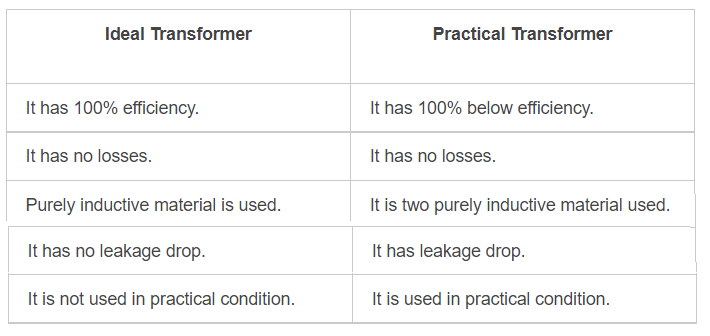 Ideal Transformer Practical Transformer
It has 100% efficiency. It has 100% below efficiency.
It has no losses. It has no losses.
Purely inductive material is used. It is two purely inductive material used.
It has no leakage drop. It has leakage drop.
It is not used in practical condition. It is used in practical condition.